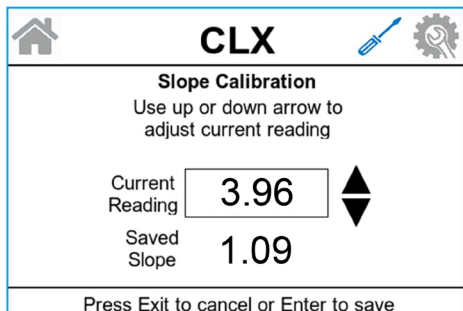 CLX
Slope Calibration
Use up or down arrow to
adjust current reading
Current
Reading
3.96
Saved
Slope
1.09
Press Exit to cancel or Enter to save